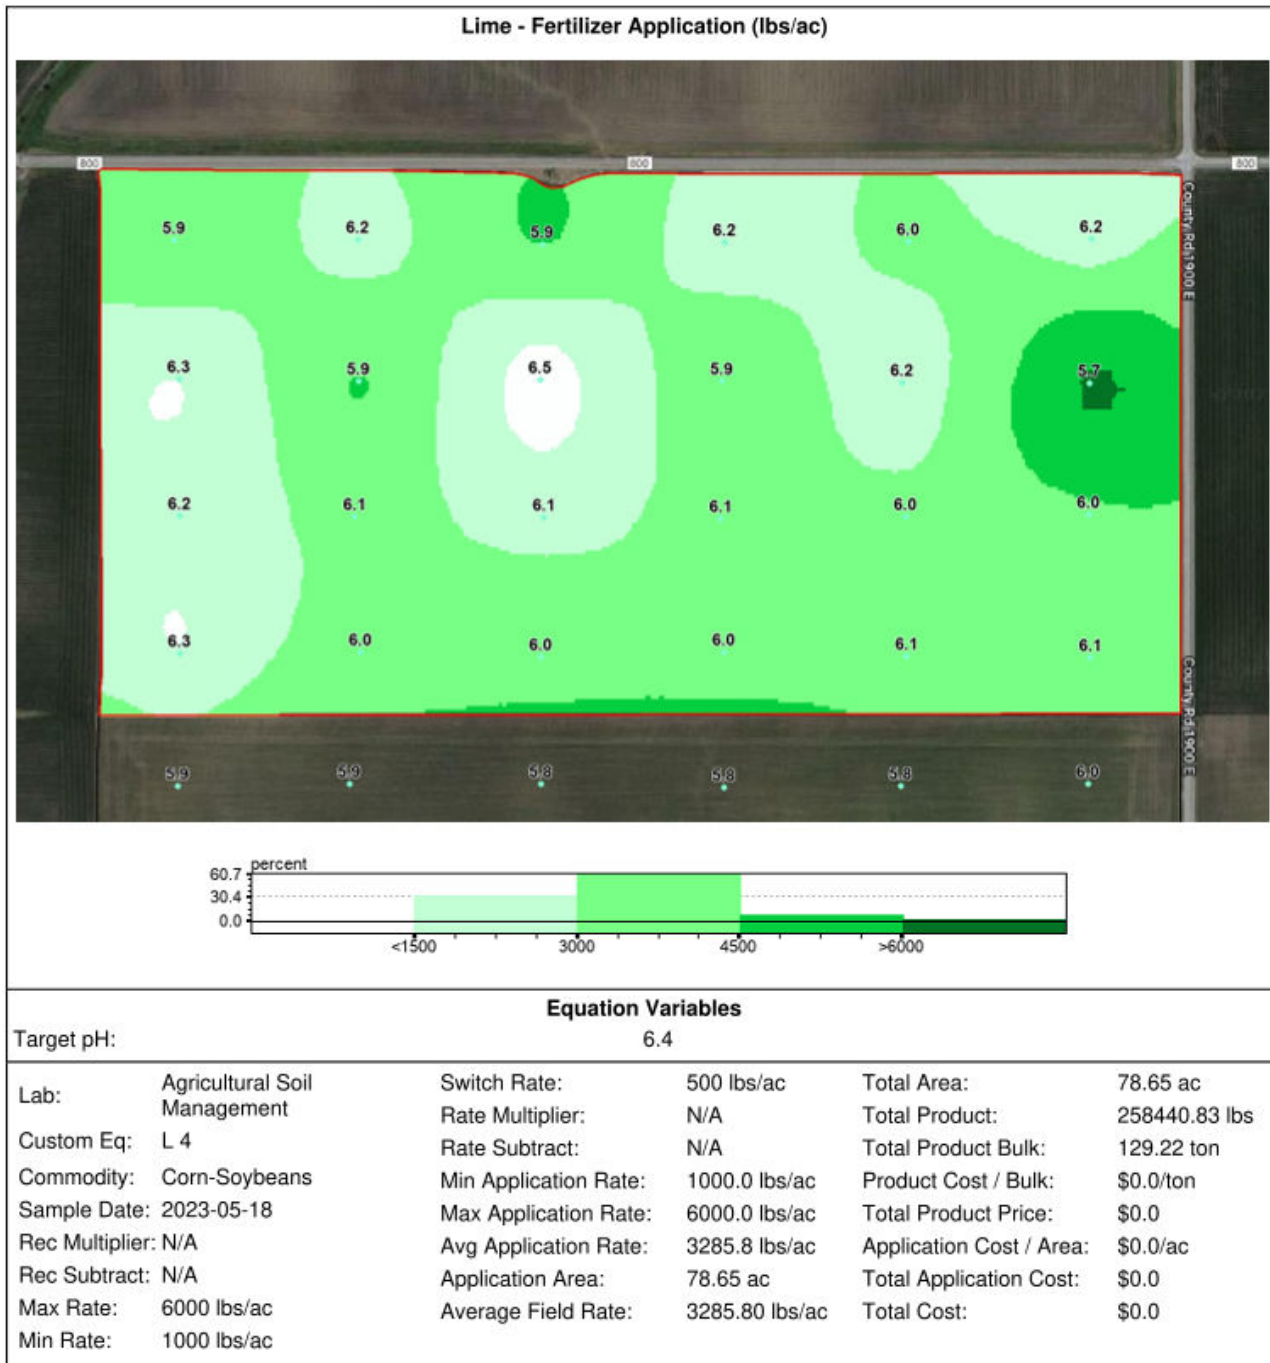 Lime - Fertilizer Application (lbs/ac)
800 800 800
County Rd 1900 E
5.9 6.2 5.9 6.2 6.0 6.2
6.3 5.9 6.5 5.9 6.2 5.7
6.2 6.1 6.1 6.1 6.0 6.0
6.3 6.0 6.0 6.0 6.1 6.1
County Rd 1900 E
5.9 5.9 5.8 5.8 5.8 6.0
percent
60.7
30.4
0.0
<1500 3000 4500 >6000
Equation Variables
Target pH: 6.4
Lab: Agricultural Soil Management
Custom Eq: L 4
Commodity: Corn-Soybeans
Sample Date: 2023-05-18
Rec Multiplier: N/A
Rec Subtract: N/A
Max Rate: 6000 lbs/ac
Min Rate: 1000 lbs/ac
Switch Rate: 500 lbs/ac
Rate Multiplier: N/A
Rate Subtract: N/A
Min Application Rate: 1000.0 lbs/ac
Max Application Rate: 6000.0 lbs/ac
Avg Application Rate: 3285.8 lbs/ac
Application Area: 78.65 ac
Average Field Rate: 3285.80 lbs/ac
Total Area: 78.65 ac
Total Product: 258440.83 lbs
Total Product Bulk: 129.22 ton
Product Cost / Bulk: $0.0/ton
Total Product Price: $0.0
Application Cost / Area: $0.0/ac
Total Application Cost: $0.0
Total Cost: $0.0